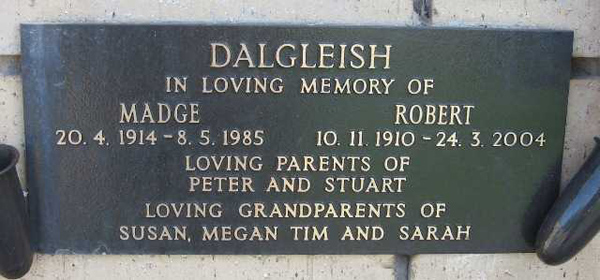 DALGLEISH
IN LOVING MEMORY OF
MADGE ROBERT
20. 4. 1914 - 8. 5. 1985 10. 11. 1910 - 24. 3. 2004
LOVING PARENTS OF
PETER AND STUART
LOVING GRANDPARENTS OF
SUSAN, MEGAN TIM AND SARAH